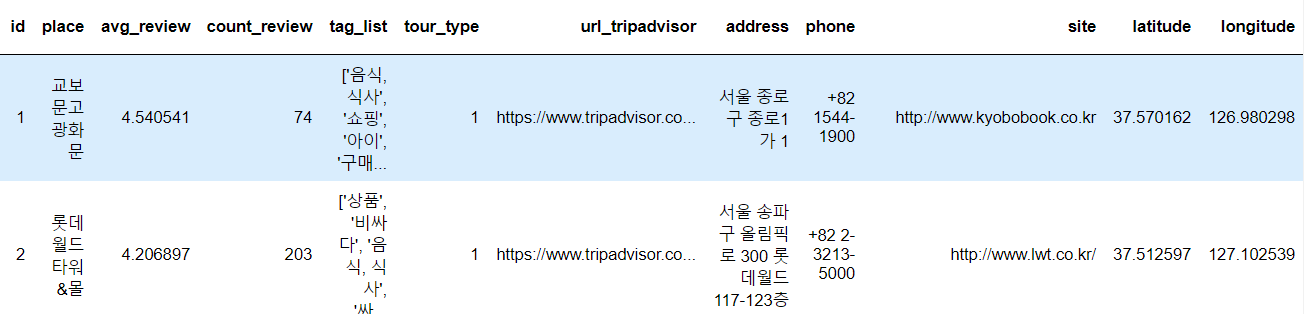 id place avg_review count_review tag_list tour_type url_tripadvisor address phone site latitude longitude
1
교보
문고
광화
문
4.540541
74
['음식,
식사',
'쇼핑',
'아이',
'구매...
1
https://www.tripadvisor.co...
서울 종로
구 종로1
가 1
+82
1544-
1900
http://www.kyobobook.co.kr
37.570162
126.980298
2
롯데
월드
타워
&몰
4.206897
203
['상품',
'비싸
다', '음
식, 식
사',
'싸
1
https://www.tripadvisor.co...
서울 송파
구 올림픽
로 300 롯
데월드
117-123층
+82 2-
3213-
5000
http://www.lwt.co.kr/
37.512597
127.102539